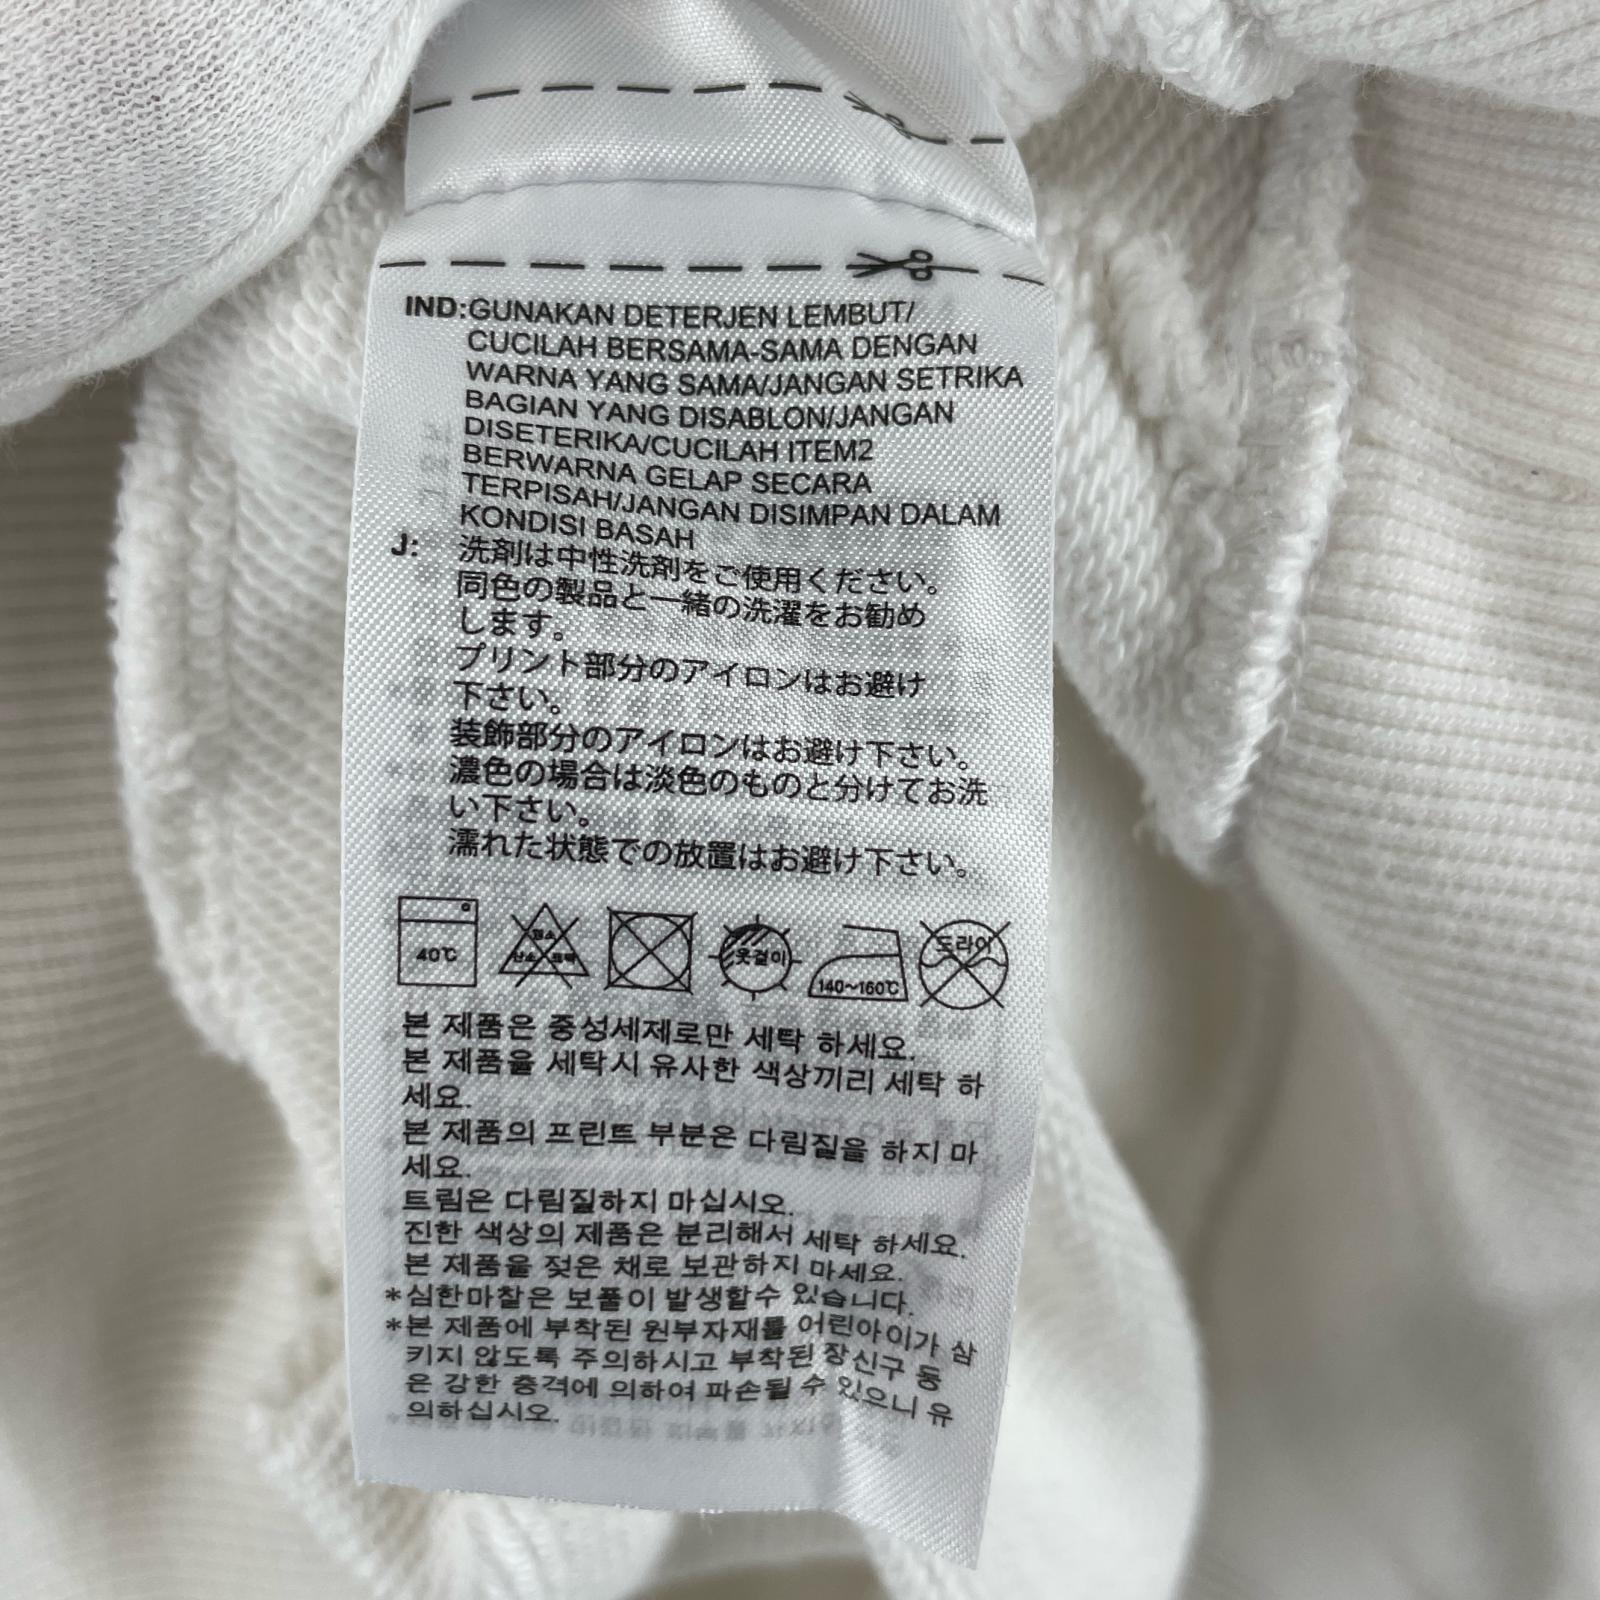 IND:GUNAKAN DETERJEN LEMBUT/
CUCILAH BERSAMA-SAMA DENGAN
WARNA YANG SAMA/JANGAN SETRIKA
BAGIAN YANG DISABLON/JANGAN
DISETERIKA/CUCILAH ITEM2
BERWARNA GELAP SECARA
TERPISAH/JANGAN DISIMPAN DALAM
KONDISI BASAH
J: 洗剤は中性洗剤をご使用ください。
同色の製品と一緒の洗濯をお勧め
します。
プリント部分のアイロンはお避け
下さい。
装飾部分のアイロンはお避け下さい。
濃色の場合は淡色のものと分けてお洗
い下さい。
濡れた状態での放置はお避け下さい。
40℃ 염소 산소 표백 옷걸이 140~160℃ 드라이
본 제품은 중성세제로만 세탁 하세요.
본 제품을 세탁시 유사한 색상끼리 세탁 하
세요.
본 제품의 프린트 부분은 다림질을 하지 마
세요.
트림은 다림질하지 마십시오.
진한 색상의 제품은 분리해서 세탁 하세요.
본 제품을 젖은 채로 보관하지 마세요.
*심한마찰은 보풀이 발생할수 있습니다.
*본 제품에 부착된 원부자재를 어린아이가 삼
키지 않도록 주의하시고 부착된 장신구 등
은 강한 충격에 의하여 파손될 수 있으니 유
의하십시오.